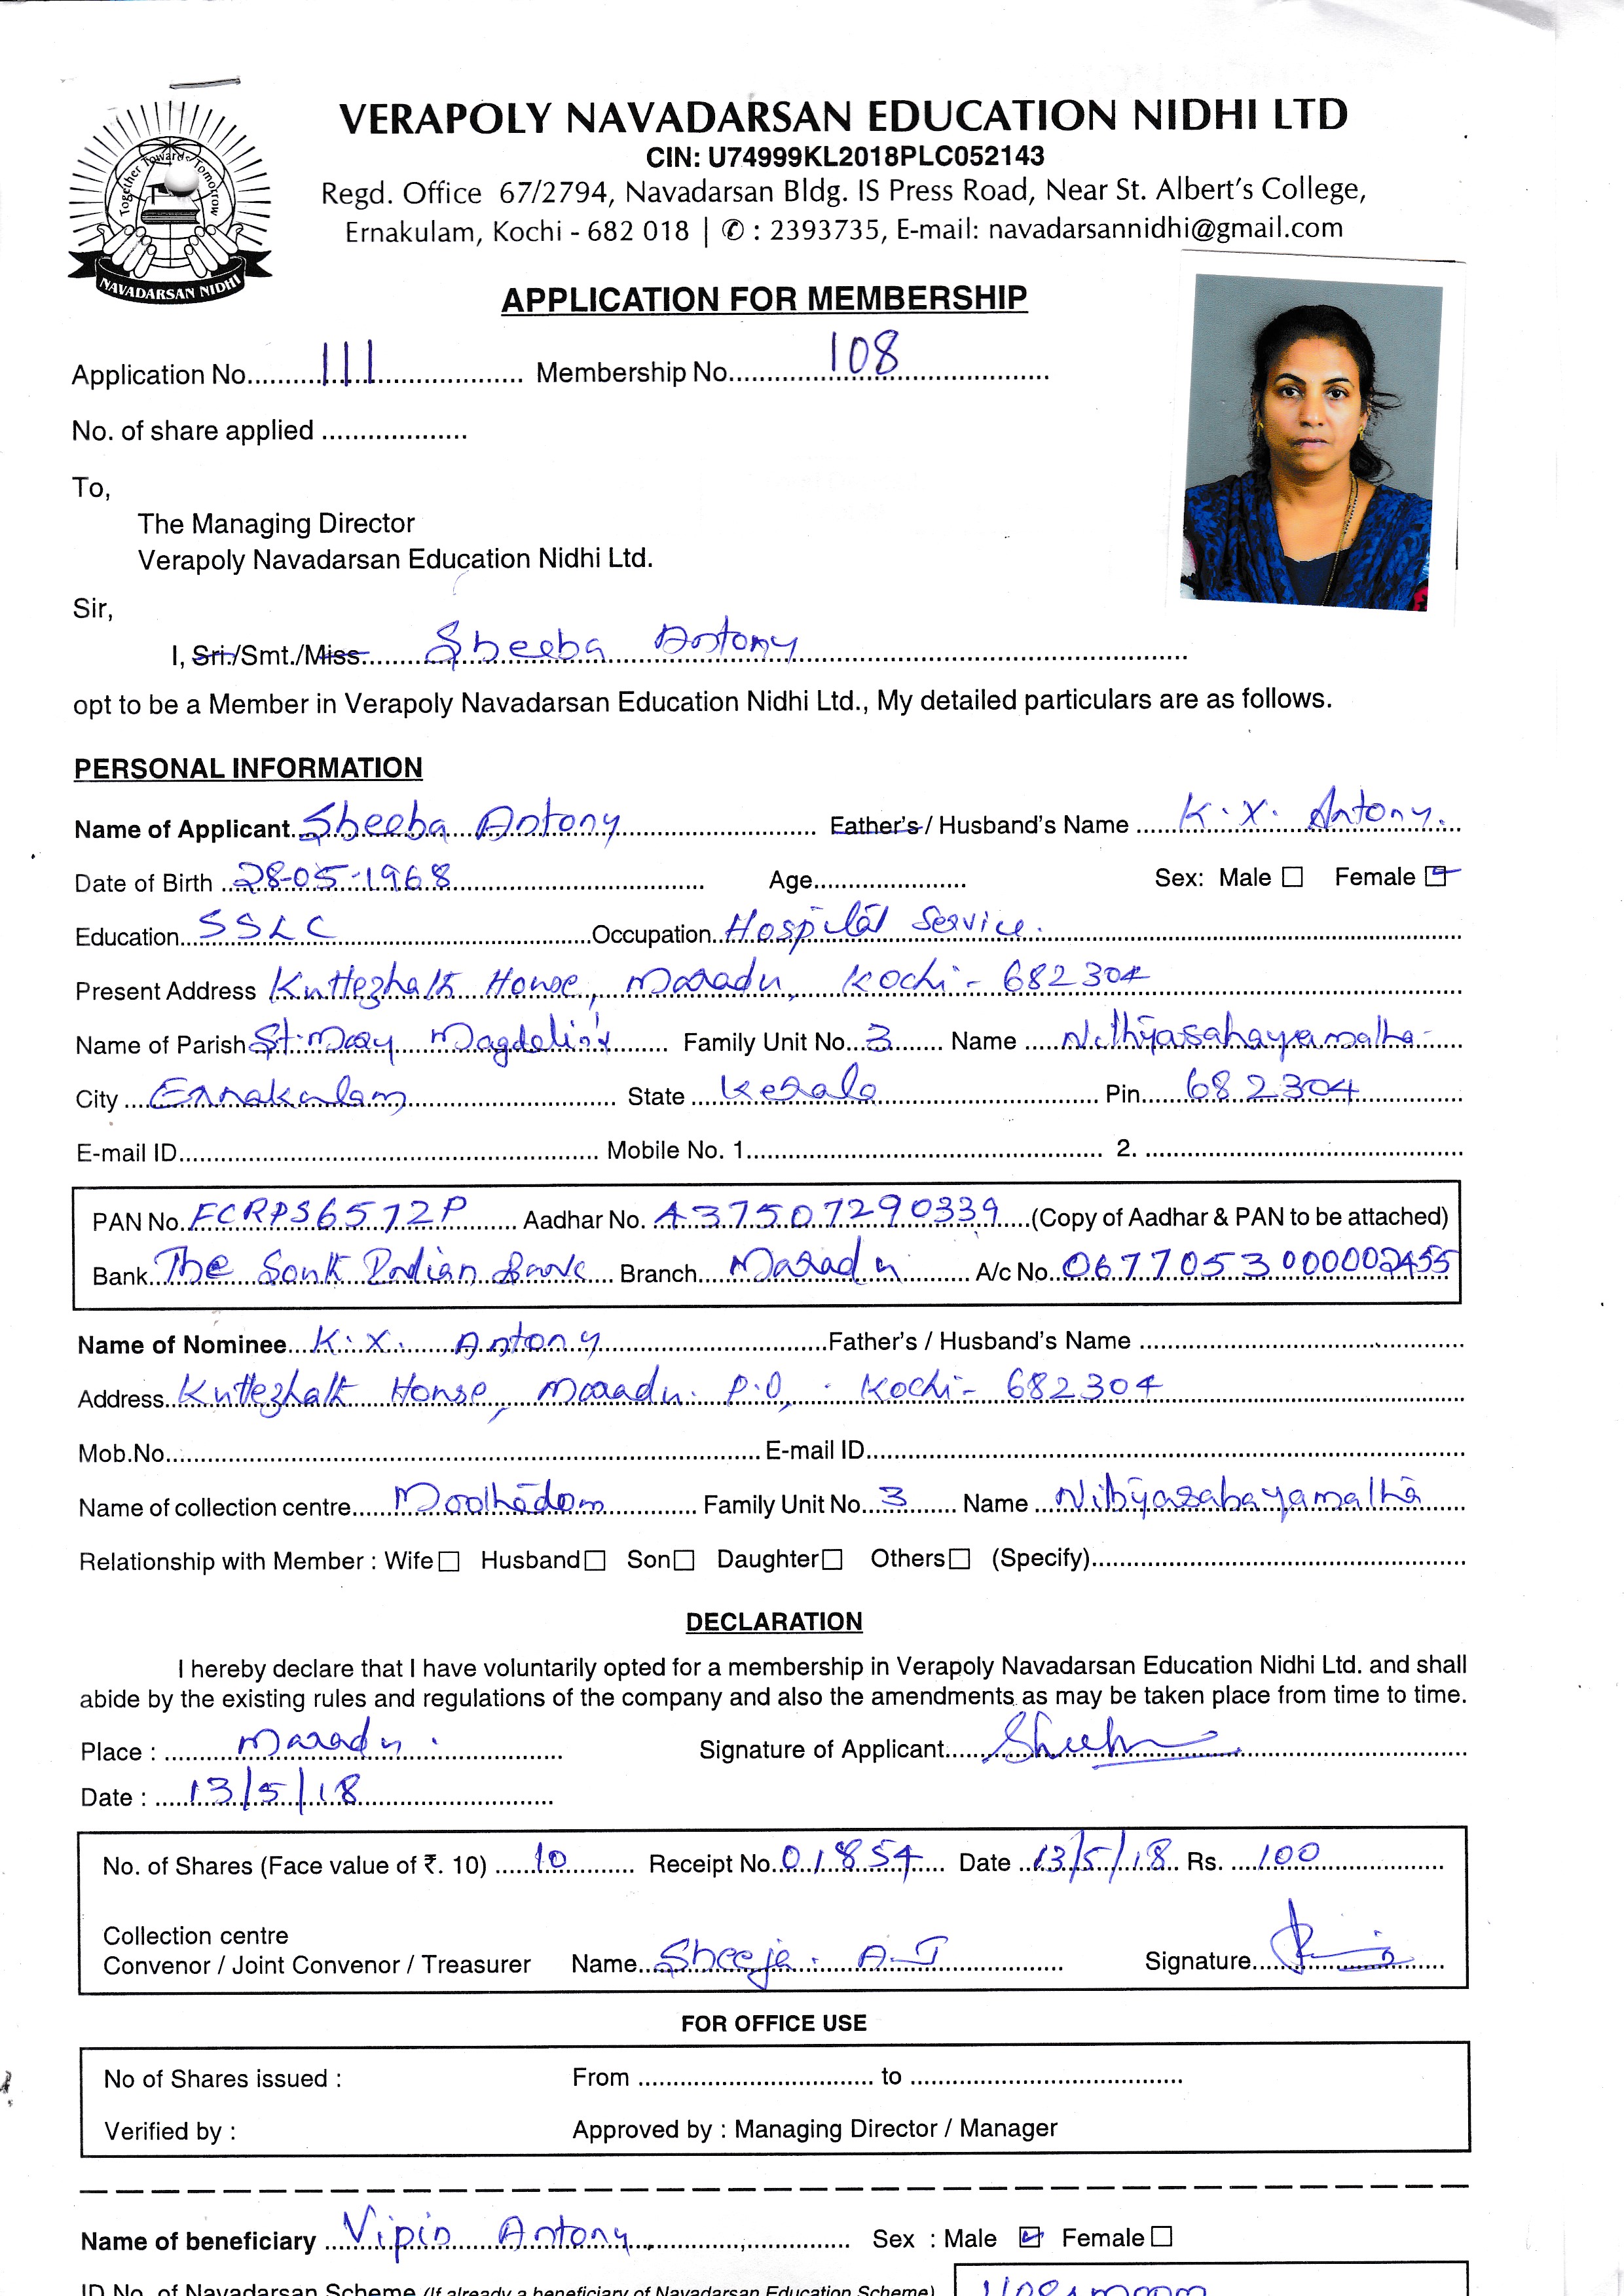 Together Towards Tomorrow
NAVADARSAN NIDHI
VERAPOLY NAVADARSAN EDUCATION NIDHI LTD
CIN: U74999KL2018PLC052143
Regd. Office 67/2794, Navadarsan Bldg. IS Press Road, Near St. Albert's College,
Ernakulam, Kochi - 682 018 | ✆ : 2393735, E-mail: navadarsannidhi@gmail.com
APPLICATION FOR MEMBERSHIP
Application No. 111 Membership No. 108
No. of share applied
To,
The Managing Director
Verapoly Navadarsan Education Nidhi Ltd.
Sir,
I, Sri./Smt./Miss. Sheeba Antony
opt to be a Member in Verapoly Navadarsan Education Nidhi Ltd., My detailed particulars are as follows.
PERSONAL INFORMATION
Name of Applicant Sheeba Antony Father's / Husband's Name K. X. Antony.
Date of Birth 28-05-1968 Age Sex: Male ☐ Female ☑
Education SSLC Occupation Hospital Service.
Present Address House, Maradu, Kochi - 682304
Name of Parish St. Mary Family Unit No. 3 Name Nithyasahayamatha
City Ernakulam State Kerala Pin 682304
E-mail ID Mobile No. 1 2.
PAN No. Aadhar No. (Copy of Aadhar & PAN to be attached)
Bank The South Indian Bank Branch Maradu A/c No.
Name of Nominee K. X. Antony Father's / Husband's Name
Address House, Maradu. P.O, Kochi - 682304
Mob.No. E-mail ID
Name of collection centre Family Unit No. 3 Name Nithyasahayamatha
Relationship with Member : Wife ☐ Husband ☐ Son ☐ Daughter ☐ Others ☐ (Specify)
DECLARATION
I hereby declare that I have voluntarily opted for a membership in Verapoly Navadarsan Education Nidhi Ltd. and shall
abide by the existing rules and regulations of the company and also the amendments as may be taken place from time to time.
Place : Maradu. Signature of Applicant
Date : 13/5/18
No. of Shares (Face value of ₹. 10) 10 Receipt No. 01854 Date 13/5/18 Rs. 100
Collection centre
Convenor / Joint Convenor / Treasurer Name Sheeja. A-J Signature
FOR OFFICE USE
No of Shares issued : From to
Verified by : Approved by : Managing Director / Manager
Name of beneficiary Vipin Antony Sex : Male ☑ Female ☐
ID No. of Navadarsan Scheme (If already a beneficiary of Navadarsan Education Scheme)